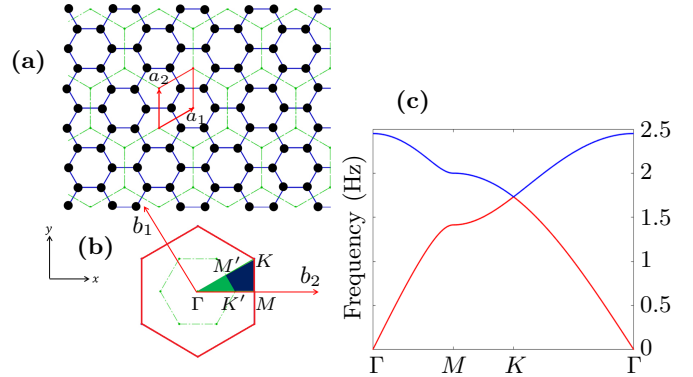 (a)
a₂
a₁
(b)
y
x
b₁
b₂
M′
K
Γ
K′
M
(c)
Frequency (Hz)
2.5
2
1.5
1
0.5
0
Γ M K Γ